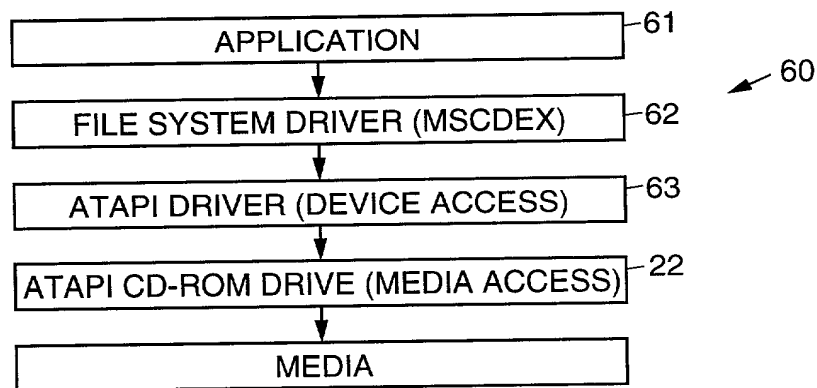 APPLICATION 61
60
FILE SYSTEM DRIVER (MSCDEX) 62
ATAPI DRIVER (DEVICE ACCESS) 63
ATAPI CD-ROM DRIVE (MEDIA ACCESS) 22
MEDIA